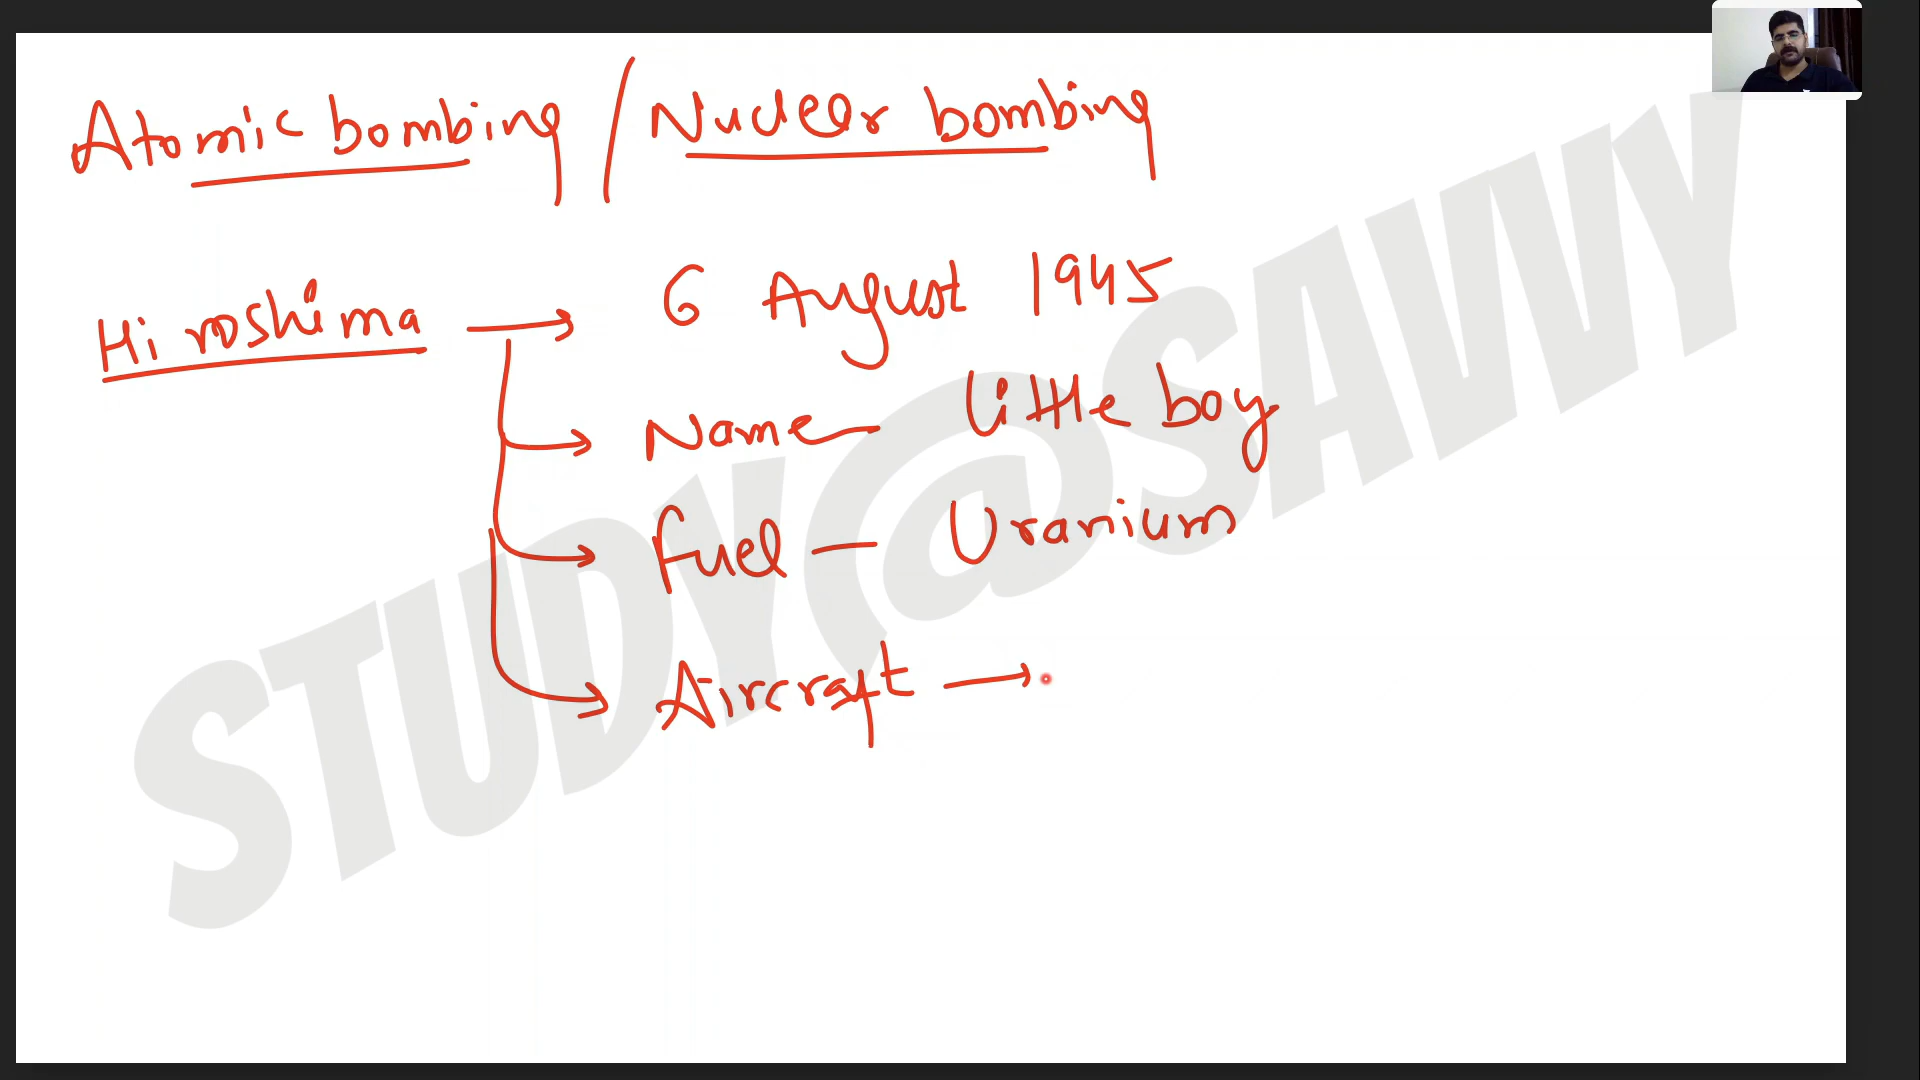 Atomic bombing / Nuclear bombing
Hiroshima → 6 August 1945
→ Name — Little boy
→ fuel — Uranium
→ Aircraft →
STUDY@SAVVY